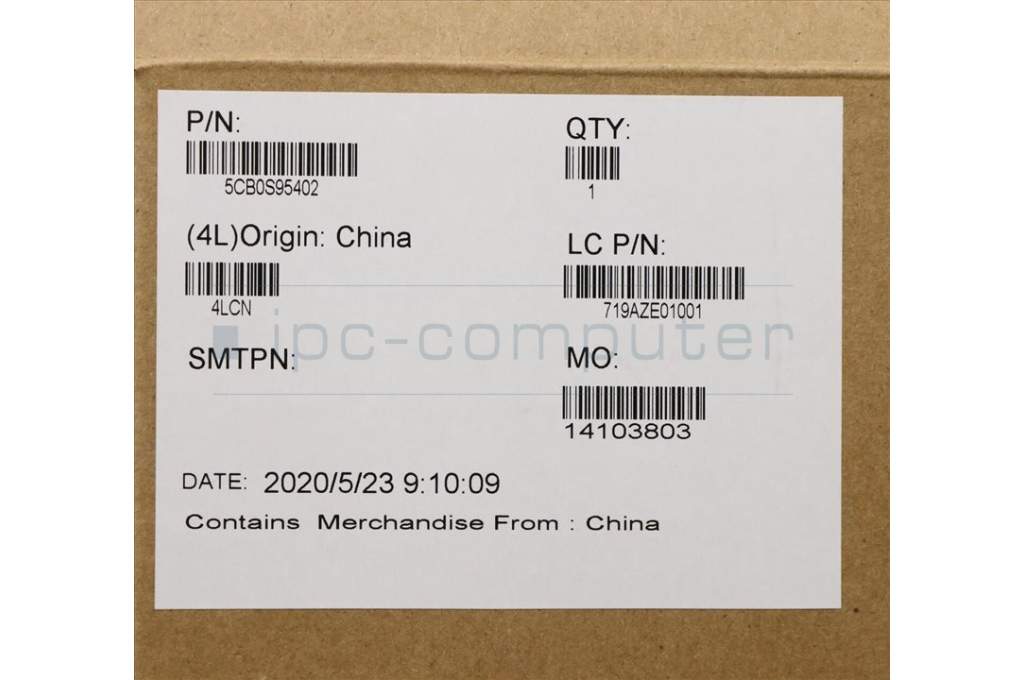 P/N:
5CB0S95402
QTY:
1
(4L)Origin: China
4LCN
LC P/N:
719AZE01001
ipc-computer
SMTPN:
MO:
14103803
DATE: 2020/5/23 9:10:09
Contains Merchandise From : China